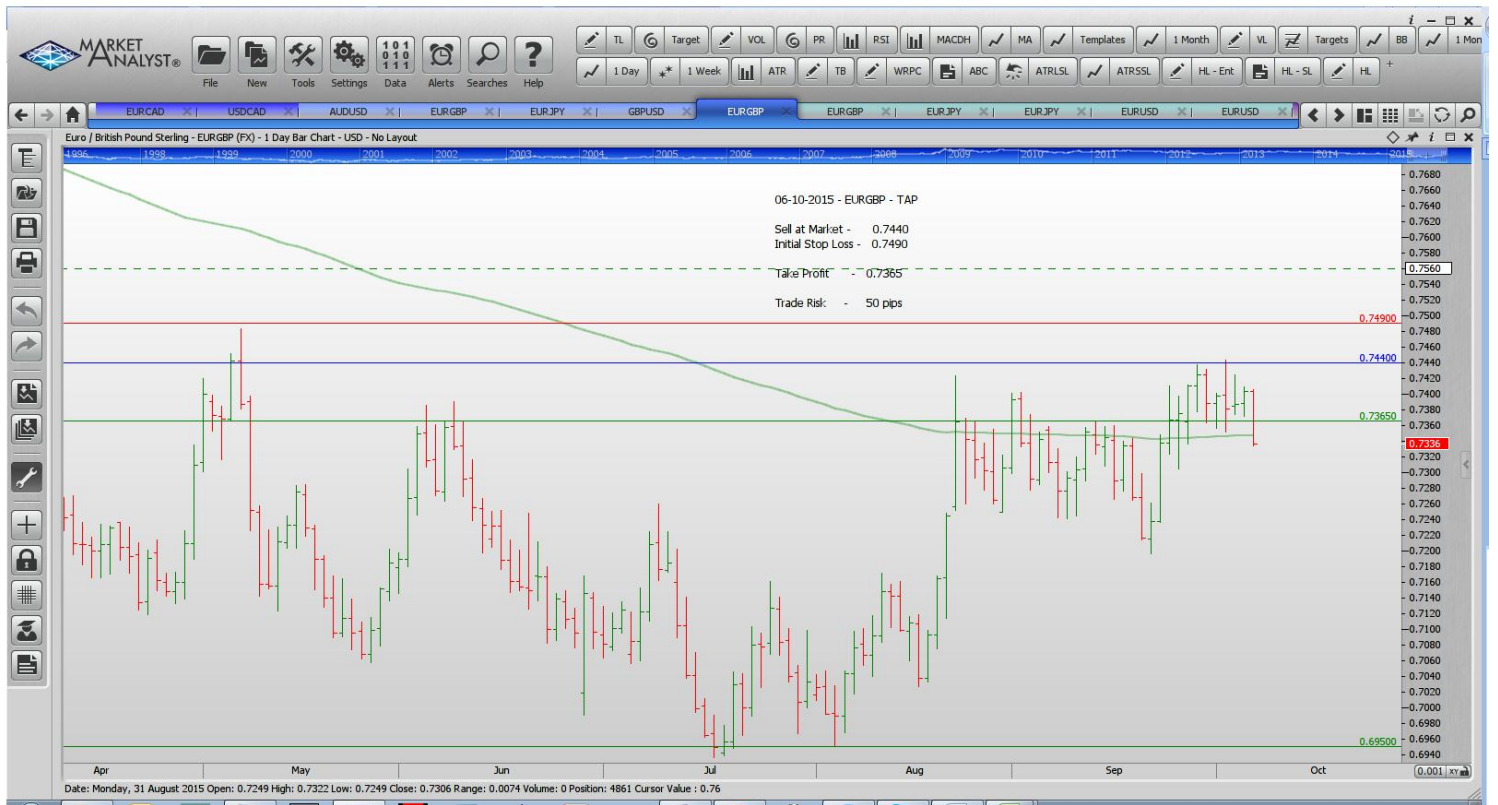 i
MARKET
ANALYST®
File New Tools Settings Data Alerts Searches Help
101
010
111
TL Target VOL PR RSI MACDH MA Templates 1 Month VL Targets BB 1 Mon
1 Day 1 Week ATR TB WRPC ABC ATRLSL ATRSSL HL - Ent HL - SL HL +
EURCAD USDCAD AUDUSD EURGBP EURJPY GBPUSD EURGBP EURGBP EURJPY EURJPY EURUSD EURUSD
Euro / British Pound Sterling - EURGBP (FX) - 1 Day Bar Chart - USD - No Layout
1996 1998 1999 2000 2001 2002 2003 2004 2005 2006 2007 2008 2009 2010 2011 2012 2013 2014 2015
06-10-2015 - EURGBP - TAP
Sell at Market - 0.7440
Initial Stop Loss - 0.7490
Take Profit - 0.7365
Trade Risk - 50 pips
0.7680
0.7660
0.7640
0.7620
0.7600
0.7580
0.7560
0.7540
0.7520
0.74900
0.7500
0.7480
0.7460
0.74400
0.7440
0.7420
0.7400
0.7380
0.73650
0.7360
0.7336
0.7320
0.7300
0.7280
0.7260
0.7240
0.7220
0.7200
0.7180
0.7160
0.7140
0.7120
0.7100
0.7080
0.7060
0.7040
0.7020
0.7000
0.6980
0.69500
0.6960
0.6940
Apr May Jun Jul Aug Sep Oct 0.001 XY
Date: Monday, 31 August 2015 Open: 0.7249 High: 0.7322 Low: 0.7249 Close: 0.7306 Range: 0.0074 Volume: 0 Position: 4861 Cursor Value : 0.76